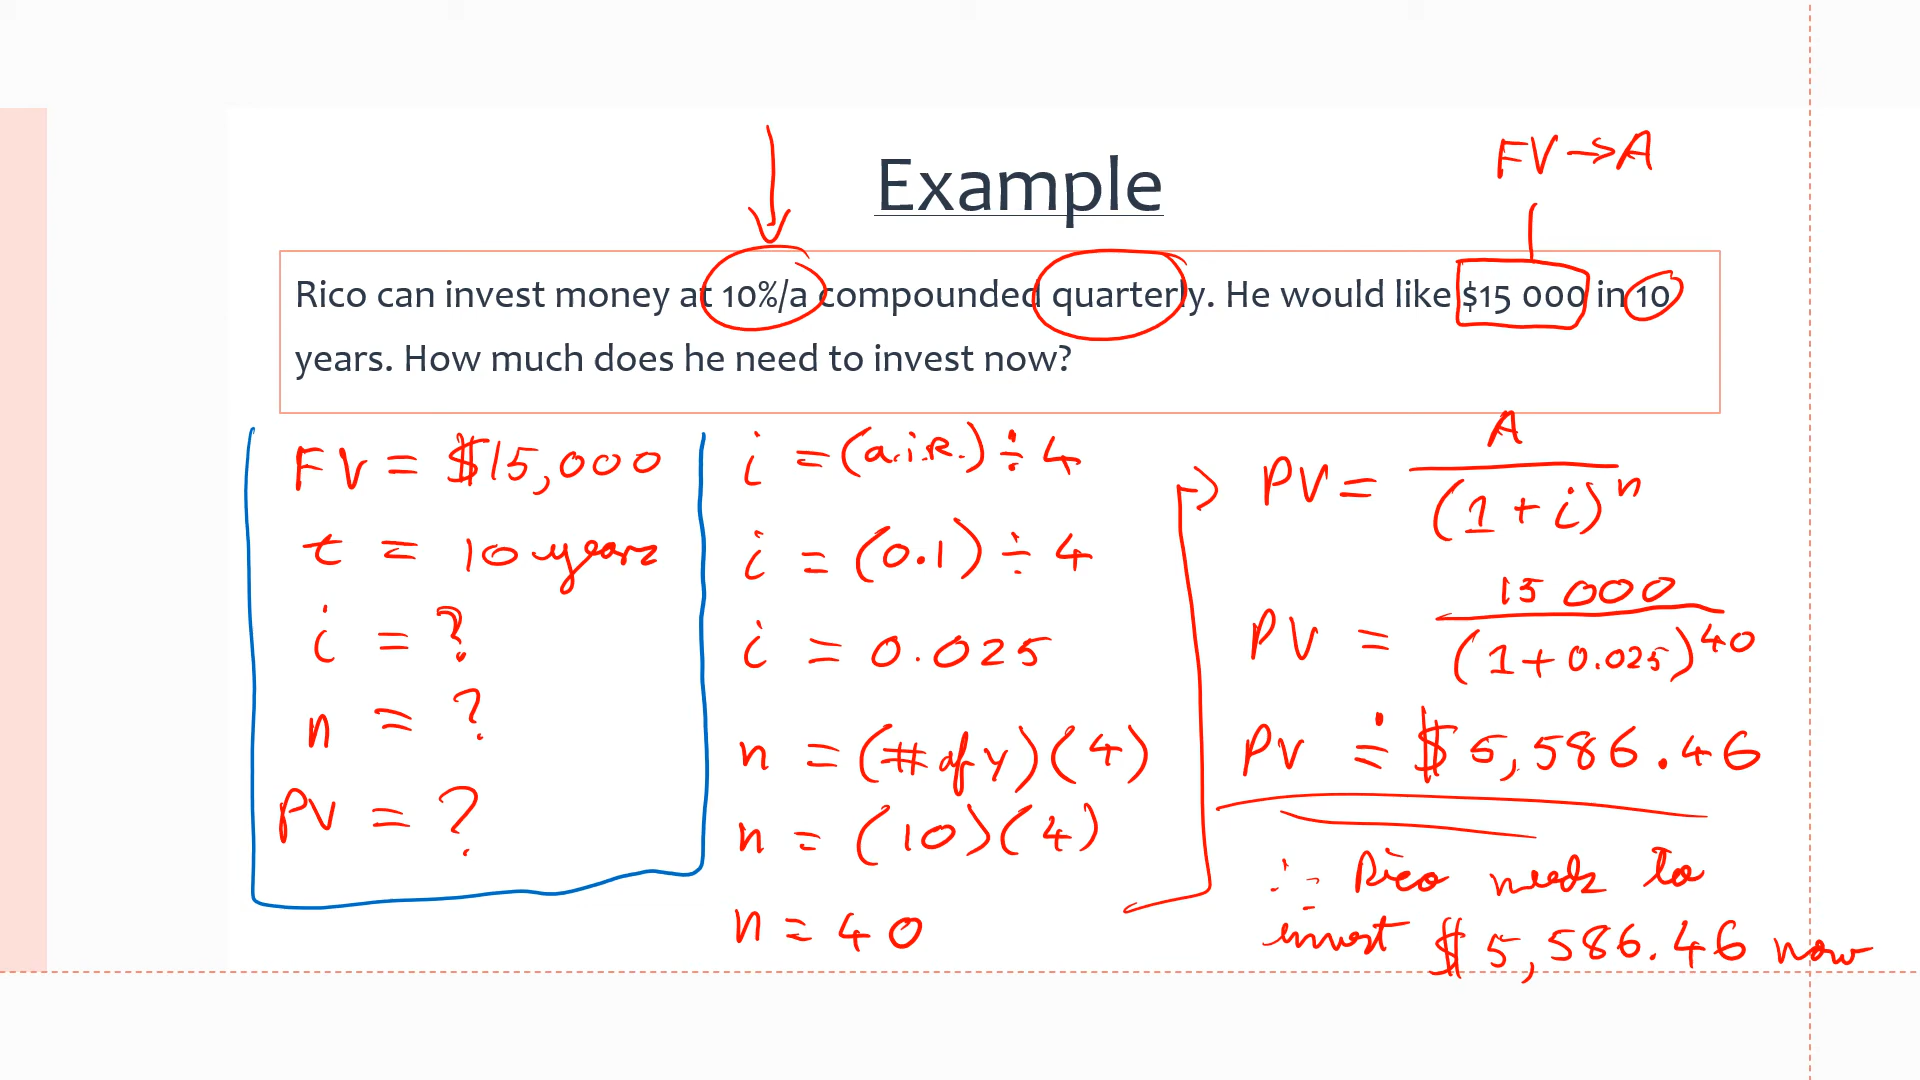 FV → A
Example
Rico can invest money at 10%/a compounded quarterly. He would like $15 000 in 10
years. How much does he need to invest now?
FV = $15,000
t = 10 years
i = ?
n = ?
PV = ?
i = (a.i.R.) ÷ 4
i = (0.1) ÷ 4
i = 0.025
n = (# of y)(4)
n = (10)(4)
n = 40
PV = A / (1 + i)^n
PV = 15 000 / (1 + 0.025)^40
PV ≐ $5,586.46
∴ Rico needs to
invest $5,586.46 now